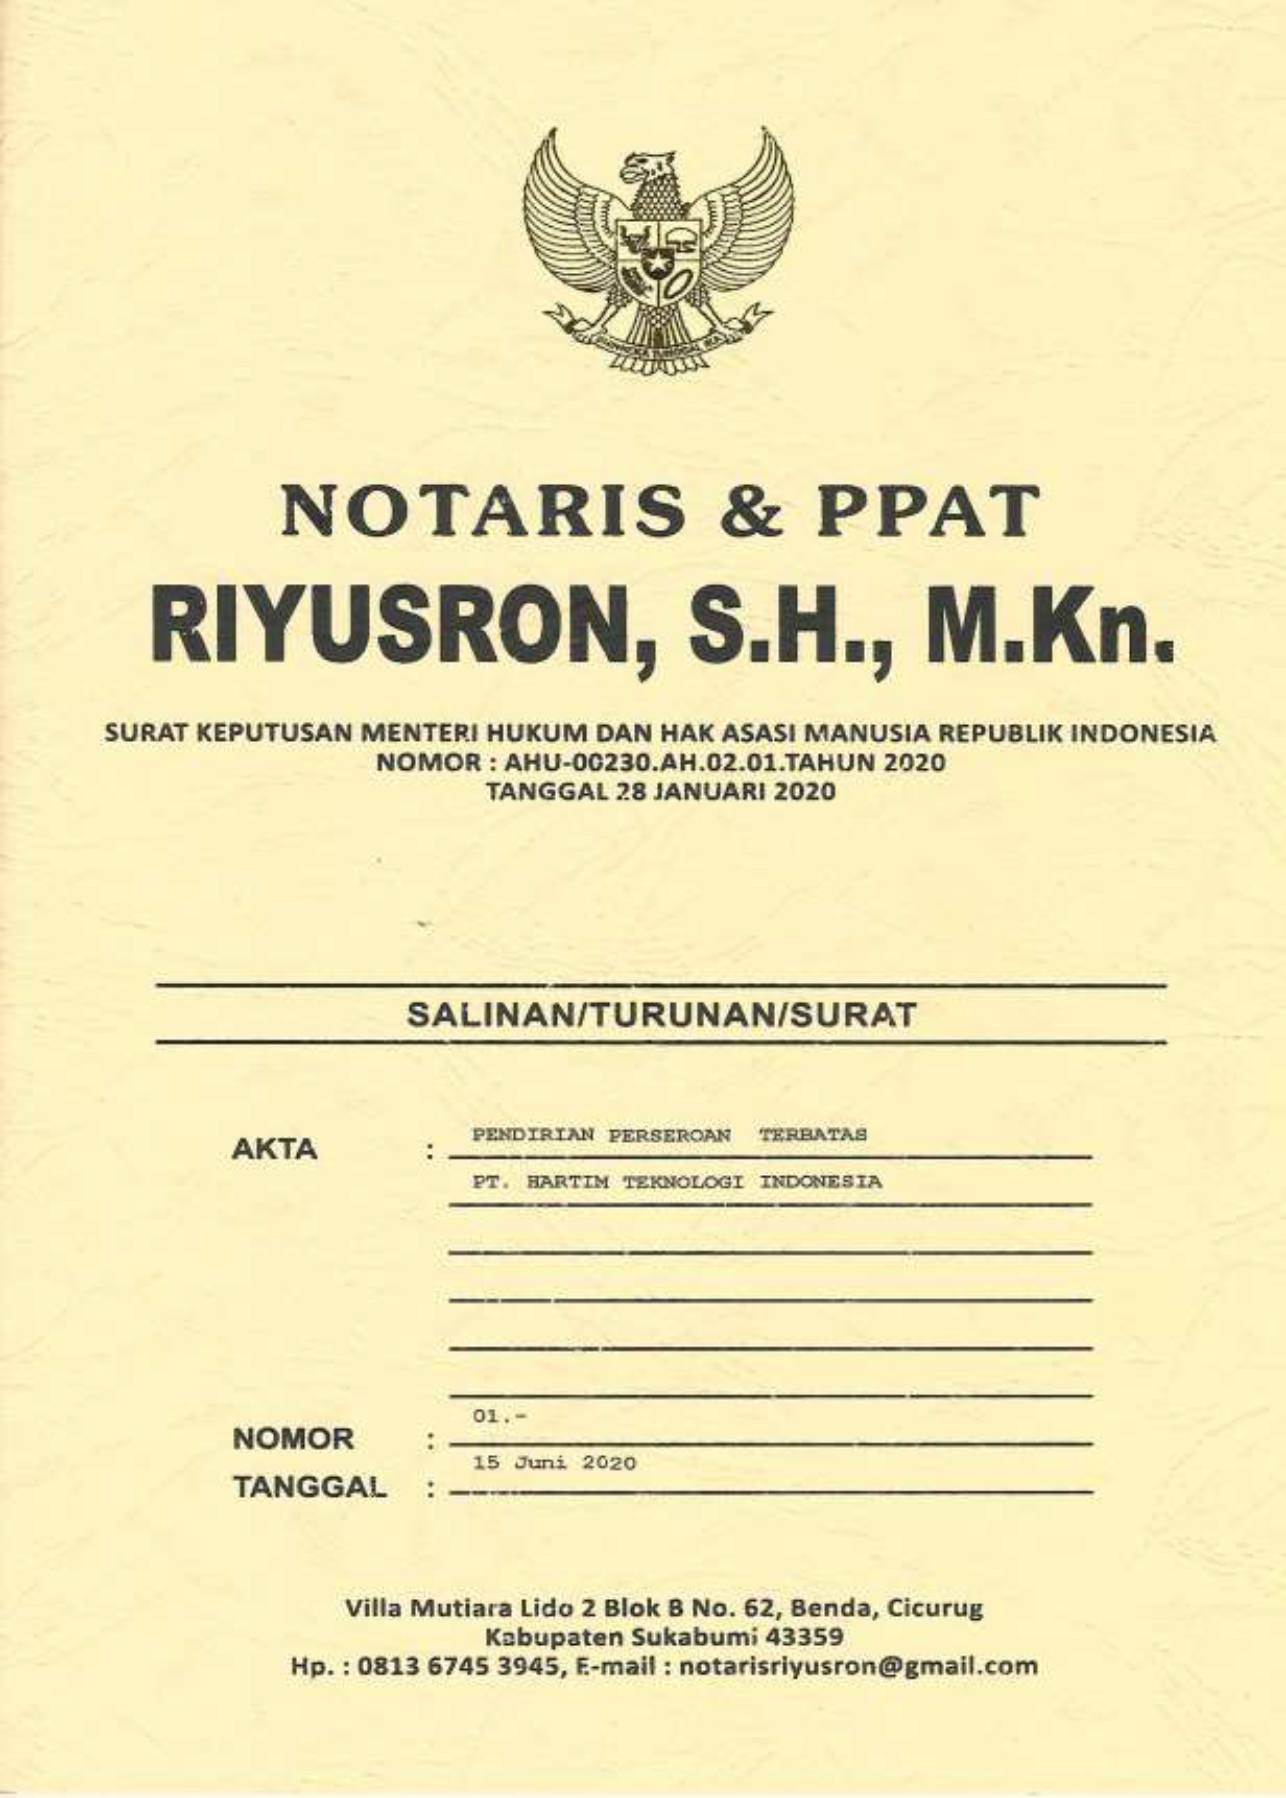 BHINNEKA TUNGGAL IKA
NOTARIS & PPAT
RIYUSRON, S.H., M.Kn.
SURAT KEPUTUSAN MENTERI HUKUM DAN HAK ASASI MANUSIA REPUBLIK INDONESIA
NOMOR : AHU-00230.AH.02.01.TAHUN 2020
TANGGAL 28 JANUARI 2020
SALINAN/TURUNAN/SURAT
AKTA : PENDIRIAN PERSEROAN TERBATAS
PT. HARTIM TEKNOLOGI INDONESIA
NOMOR : 01.-
TANGGAL : 15 Juni 2020
Villa Mutiara Lido 2 Blok B No. 62, Benda, Cicurug
Kabupaten Sukabumi 43359
Hp. : 0813 6745 3945, E-mail : notarisriyusron@gmail.com